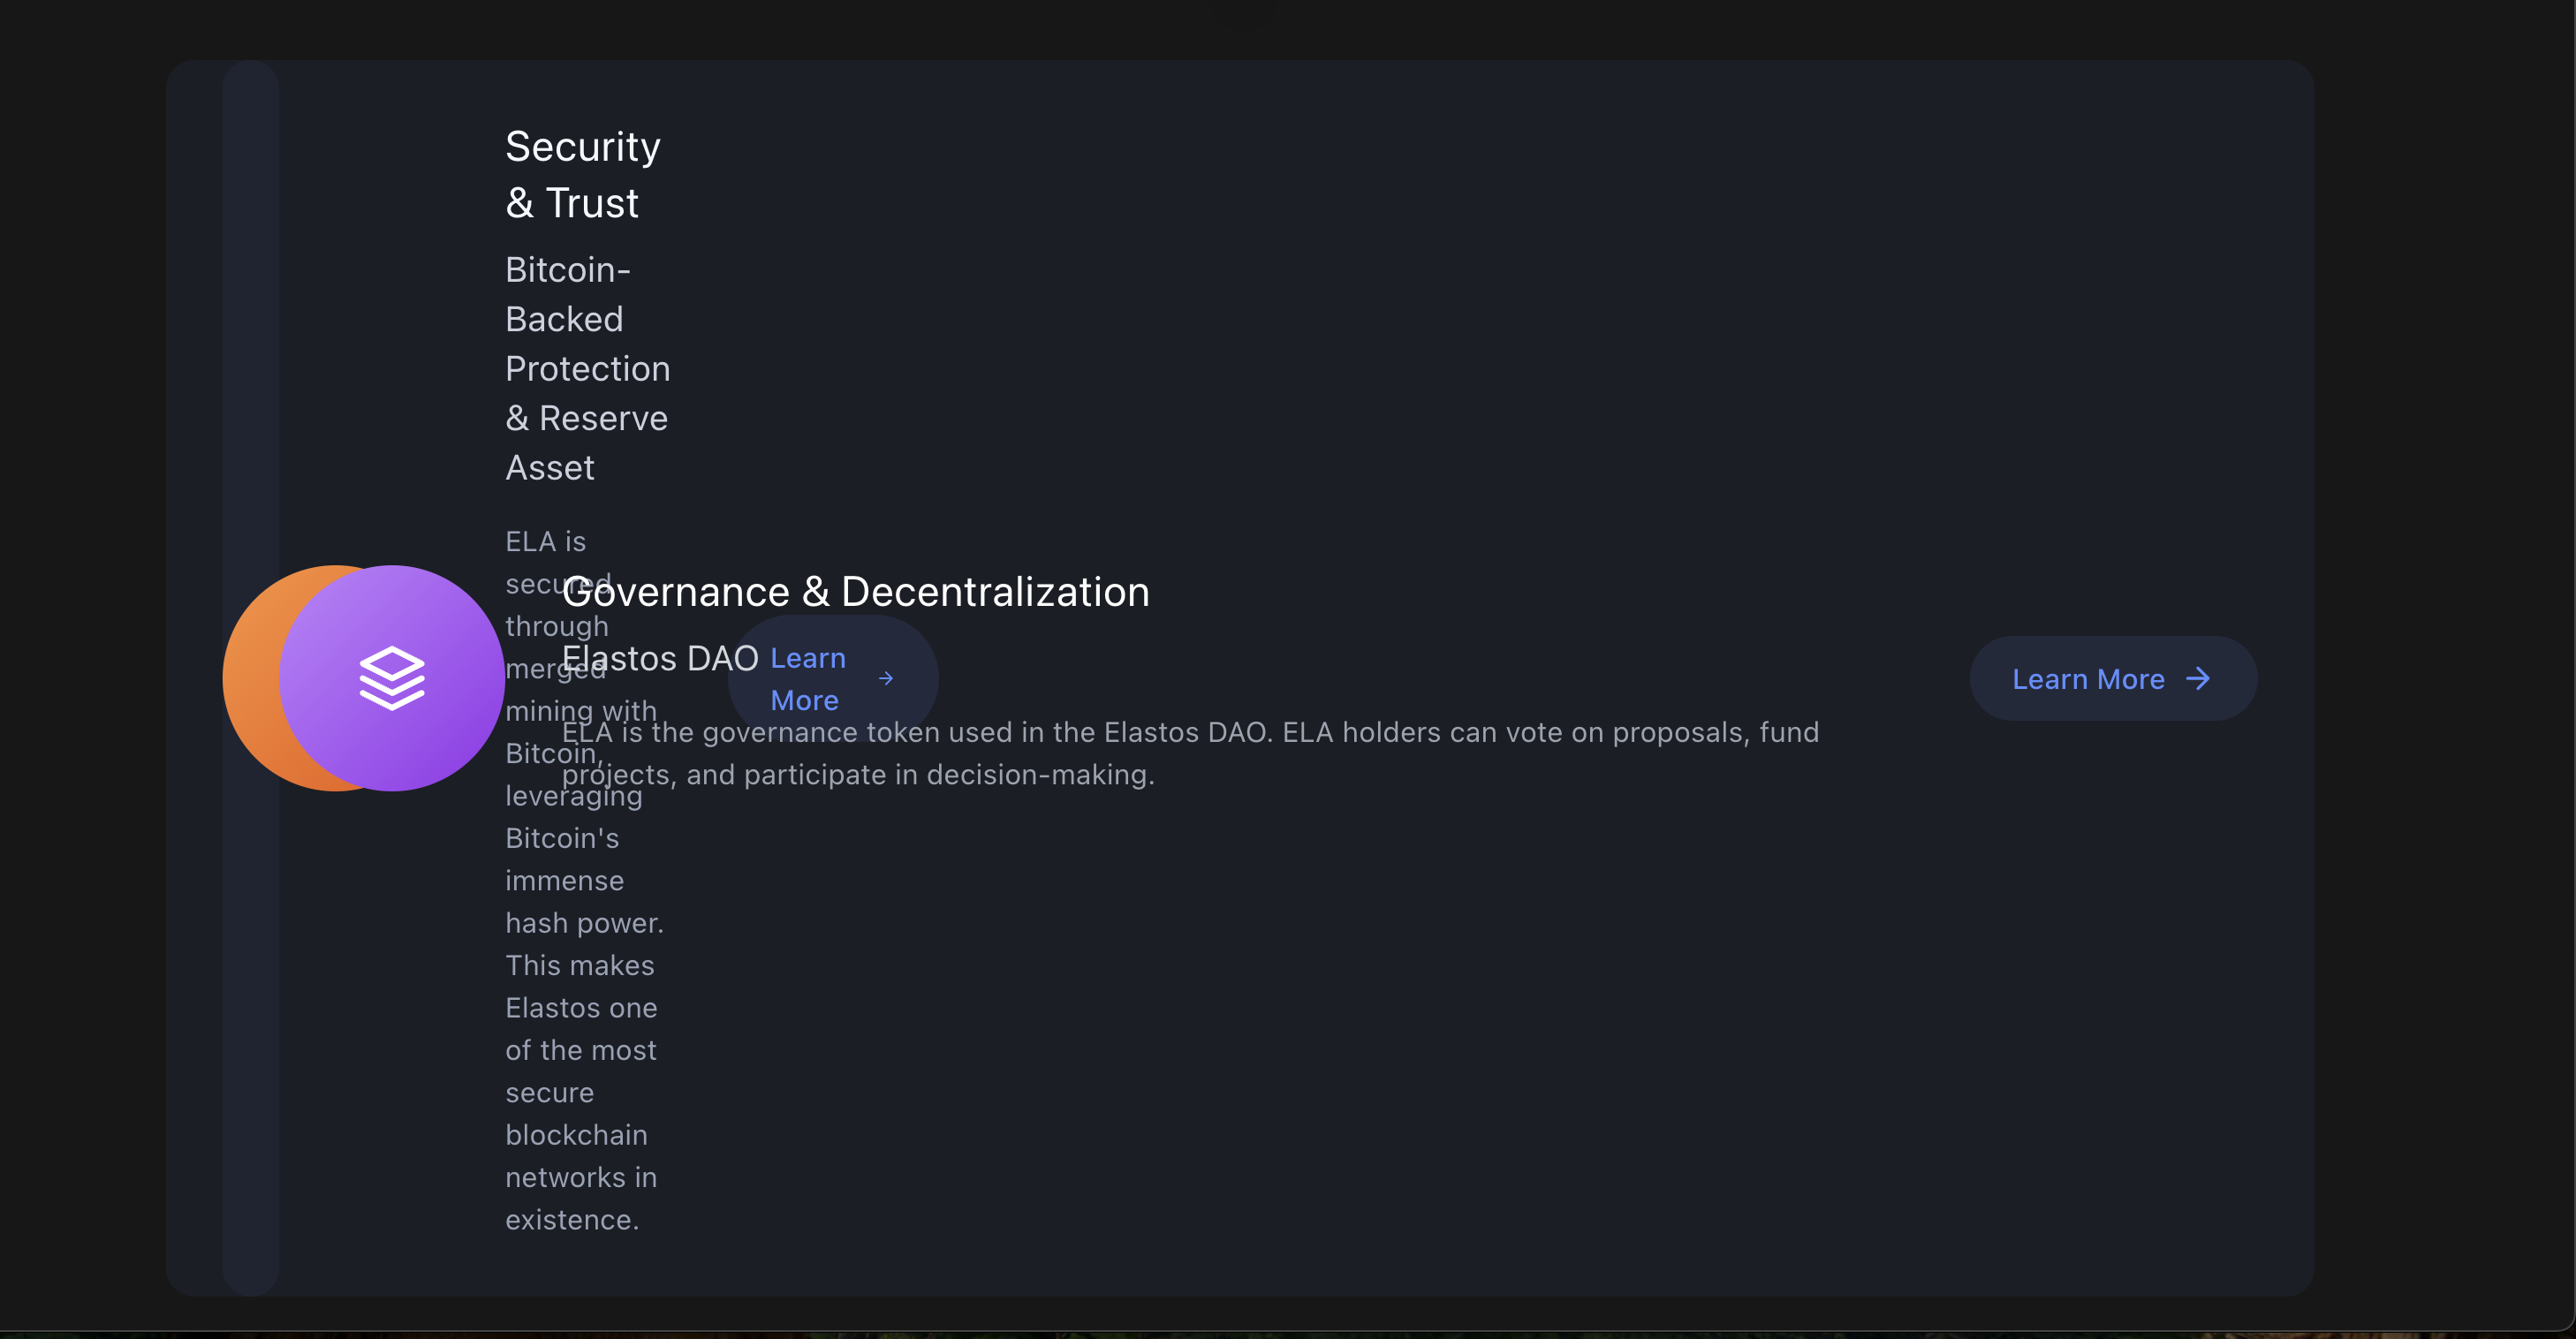 Security
& Trust
Bitcoin-
Backed
Protection
& Reserve
Asset
ELA is
secured
through
merged
mining with
Bitcoin,
leveraging
Bitcoin's
immense
hash power.
This makes
Elastos one
of the most
secure
blockchain
networks in
existence.
Learn
More
Governance & Decentralization
Elastos DAO
ELA is the governance token used in the Elastos DAO. ELA holders can vote on proposals, fund
projects, and participate in decision-making.
Learn More